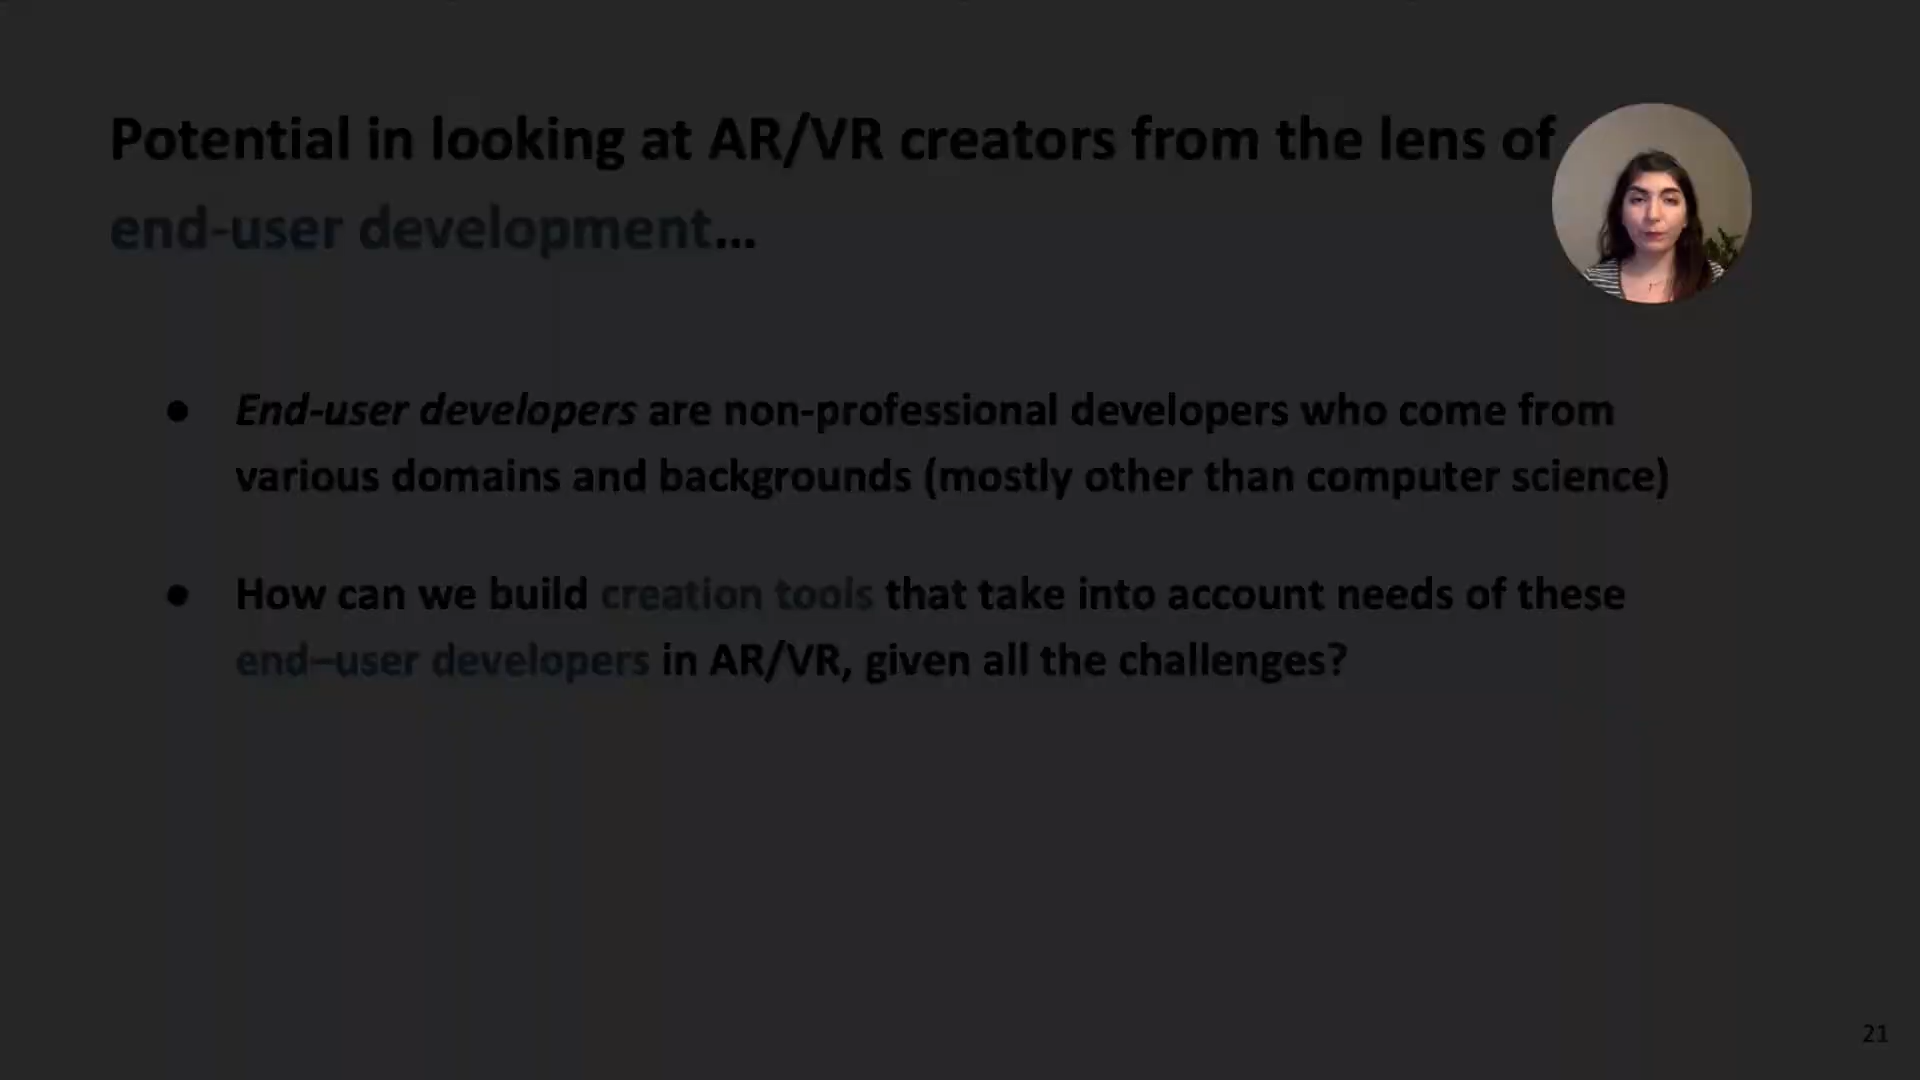 Potential in looking at AR/VR creators from the lens of
end-user development...
● End-user developers are non-professional developers who come from
various domains and backgrounds (mostly other than computer science)
● How can we build creation tools that take into account needs of these
end–user developers in AR/VR, given all the challenges?
21